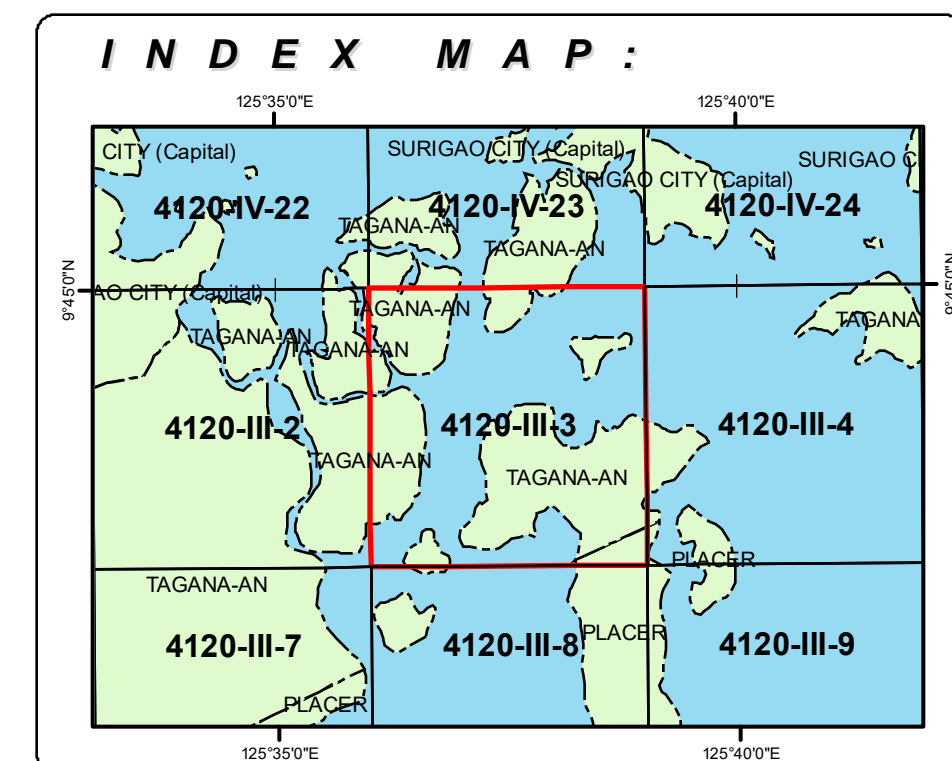 INDEX MAP:
125°35'0"E 125°40'0"E
CITY (Capital) SURIGAO CITY (Capital) SURIGAO C
SURIGAO CITY (Capital)
4120-IV-22 4120-IV-23 4120-IV-24
TAGANA-AN
TAGANA-AN
9°45'0"N 9°45'0"N
AO CITY (Capital)
TAGANA-AN TAGANA
TAGANA-AN
TAGANA-AN
4120-III-2 4120-III-3 4120-III-4
TAGANA-AN
TAGANA-AN
PLACER
TAGANA-AN
PLACER
4120-III-7 4120-III-8 4120-III-9
PLACER
125°35'0"E 125°40'0"E